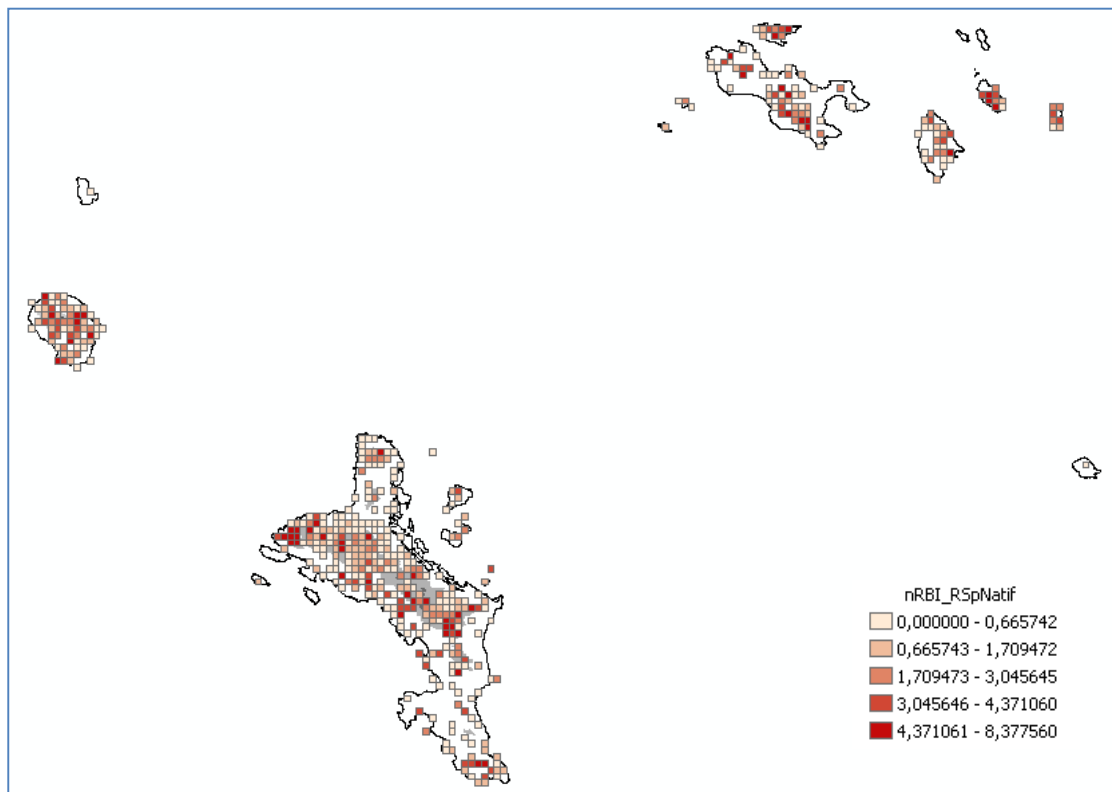 nRBI_RSpNatif
0,000000 - 0,665742
0,665743 - 1,709472
1,709473 - 3,045645
3,045646 - 4,371060
4,371061 - 8,377560